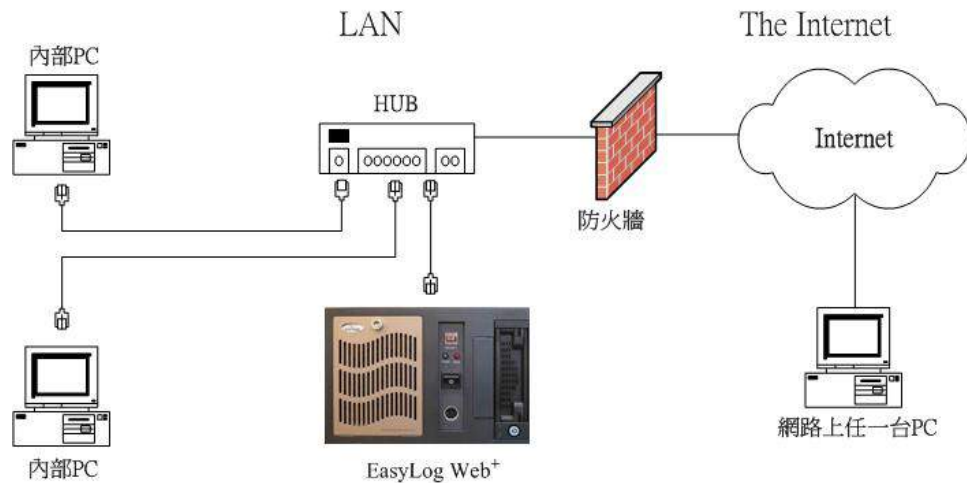 LAN
The Internet
內部PC
HUB
Internet
防火牆
內部PC
EasyLog Web+
網路上任一台PC